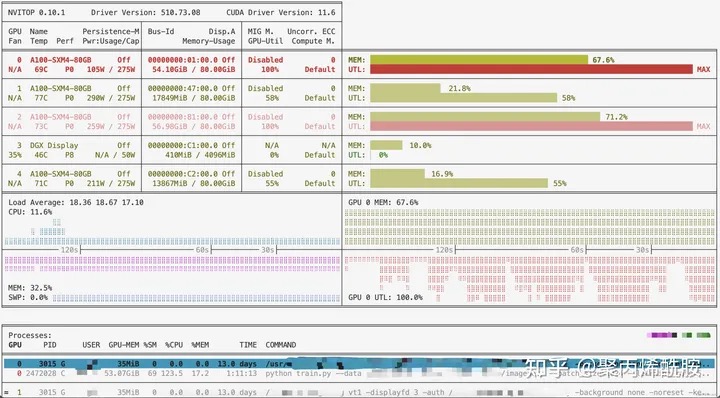 NVITOP 0.10.1 Driver Version: 510.73.08 CUDA Driver Version: 11.6
GPU Name Persistence-M Bus-Id Disp.A MIG M. Uncorr. ECC
Fan Temp Perf Pwr:Usage/Cap Memory-Usage GPU-Util Compute M.
0 A100-SXM4-80GB Off 00000000:01:00.0 Off Disabled 0 MEM: 67.6%
N/A 69C P0 105W / 275W 54.10GiB / 80.00GiB 100% Default UTL: MAX
1 A100-SXM4-80GB Off 00000000:47:00.0 Off Disabled 0 MEM: 21.8%
N/A 77C P0 290W / 275W 17849MiB / 80.00GiB 58% Default UTL: 58%
2 A100-SXM4-80GB Off 00000000:81:00.0 Off Disabled 0 MEM: 71.2%
N/A 73C P0 259W / 275W 56.98GiB / 80.00GiB 100% Default UTL: MAX
3 DGX Display Off 00000000:C1:00.0 Off N/A N/A MEM: 10.0%
35% 46C P8 N/A / 50W 410MiB / 4096MiB 0% Default UTL: 0%
4 A100-SXM4-80GB Off 00000000:C2:00.0 Off Disabled 0 MEM: 16.9%
N/A 71C P0 211W / 275W 13867MiB / 80.00GiB 55% Default UTL: 55%
Load Average: 18.36 18.67 17.10 GPU 0 MEM: 67.6%
CPU: 11.6%
120s 60s 30s 120s 60s 30s
MEM: 32.5%
SWP: 0.0% GPU 0 UTL: 100.0%
Processes:
GPU PID USER GPU-MEM %SM %CPU %MEM TIME COMMAND
0 3015 G 35MiB 0 0.0 0.0 13.0 days /usr/
0 2472028 C 53.07GiB 69 123.5 17.2 1:11:13 python train.py --data /image
= 1 3015 G 35MiB 0 0.0 0.0 13.0 days / vt1 -displayfd 3 -auth / -background none -noreset -ke
知乎 @聚丙烯酰胺